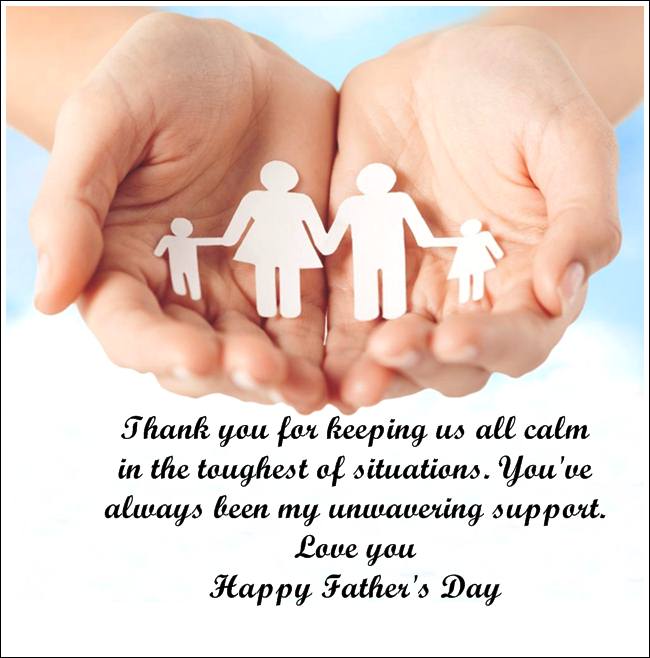 Thank you for keeping us all calm
in the toughest of situations. You've
always been my unwavering support.
Love you
Happy Father's Day